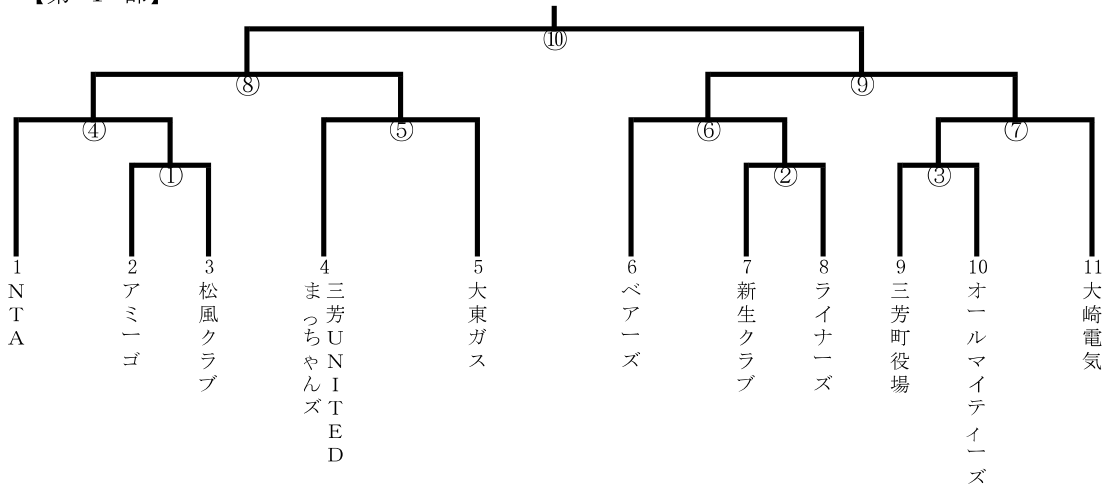 【第 1 部】
⑩
⑧
⑨
④
⑤
⑥
⑦
①
②
③
1
2
3
4
5
6
7
8
9
10
11
NTA
アミーゴ
松風クラブ
三芳UNITED
まっちゃんズ
大東ガス
ベアーズ
新生クラブ
ライナーズ
三芳町役場
オールマイティーズ
大崎電気